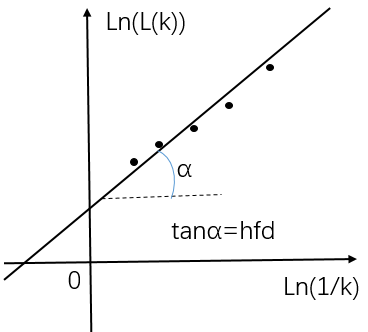 Ln(L(k))
α
tanα=hfd
0
Ln(1/k)